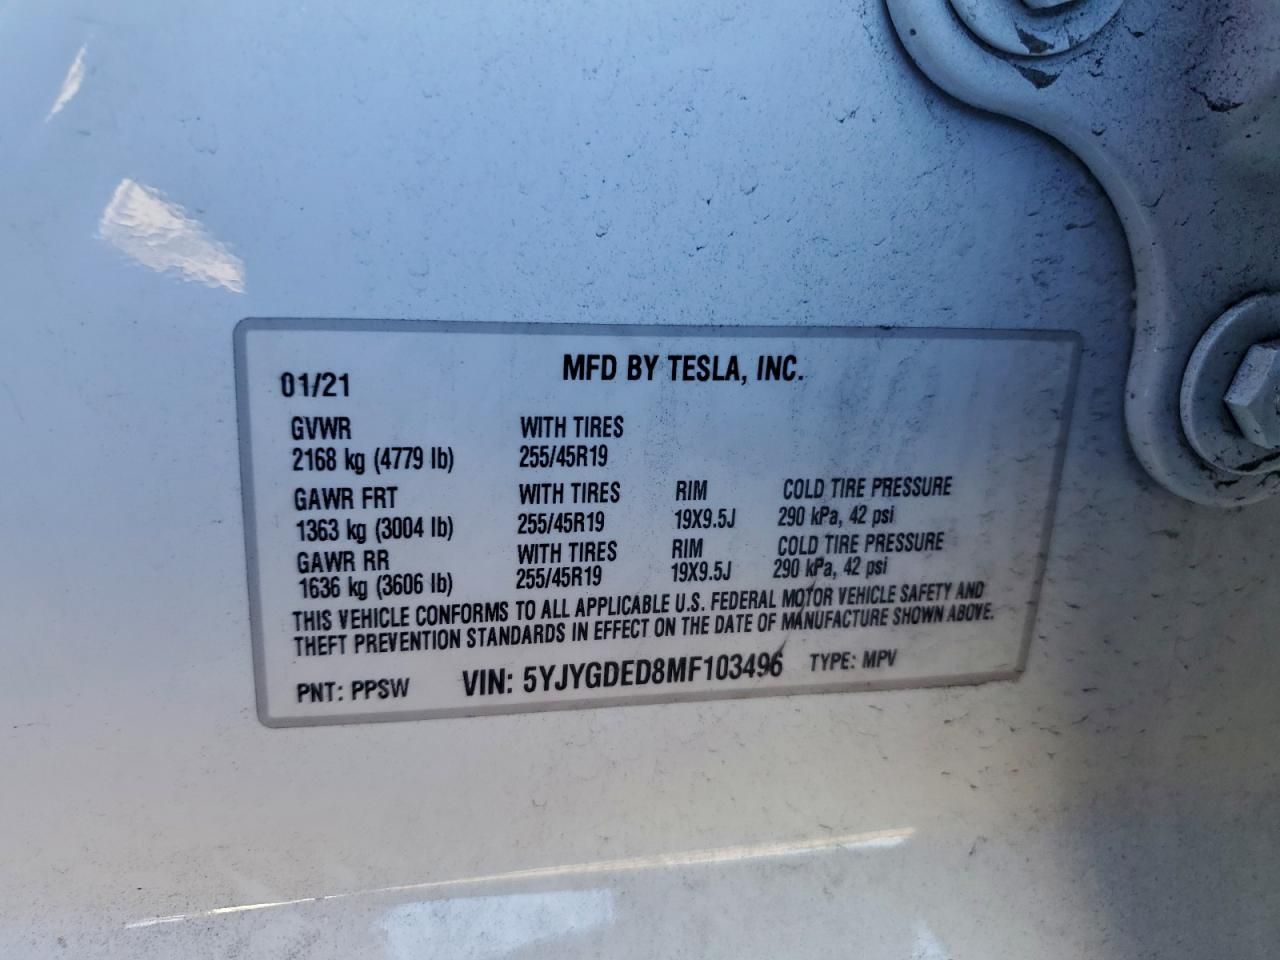 MFD BY TESLA, INC.
01/21
GVWR WITH TIRES
2168 kg (4779 lb) 255/45R19
GAWR FRT WITH TIRES RIM COLD TIRE PRESSURE
1363 kg (3004 lb) 255/45R19 19X9.5J 290 kPa, 42 psi
GAWR RR WITH TIRES RIM COLD TIRE PRESSURE
1636 kg (3606 lb) 255/45R19 19X9.5J 290 kPa, 42 psi
THIS VEHICLE CONFORMS TO ALL APPLICABLE U.S. FEDERAL MOTOR VEHICLE SAFETY AND
THEFT PREVENTION STANDARDS IN EFFECT ON THE DATE OF MANUFACTURE SHOWN ABOVE.
PNT: PPSW VIN: 5YJYGDED8MF103496 TYPE: MPV